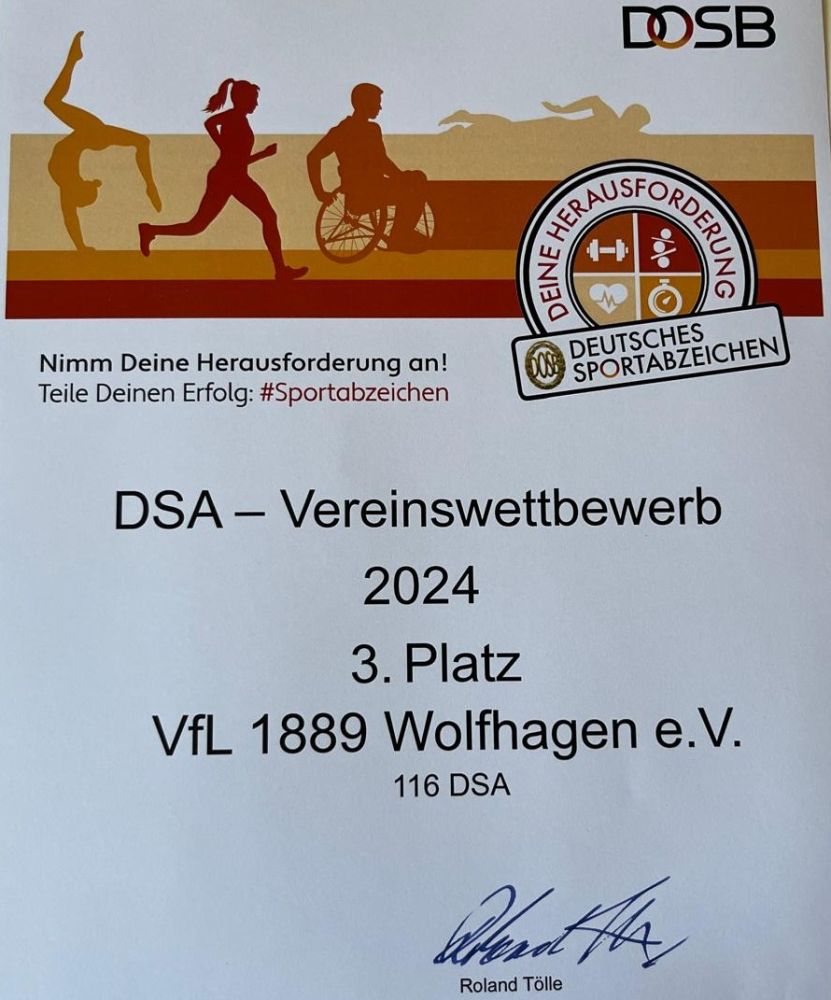 DOSB
DEINE HERAUSFORDERUNG
DOSB
DEUTSCHES
SPORTABZEICHEN
Nimm Deine Herausforderung an!
Teile Deinen Erfolg: #Sportabzeichen
DSA – Vereinswettbewerb
2024
3. Platz
VfL 1889 Wolfhagen e.V.
116 DSA
Roland Tölle